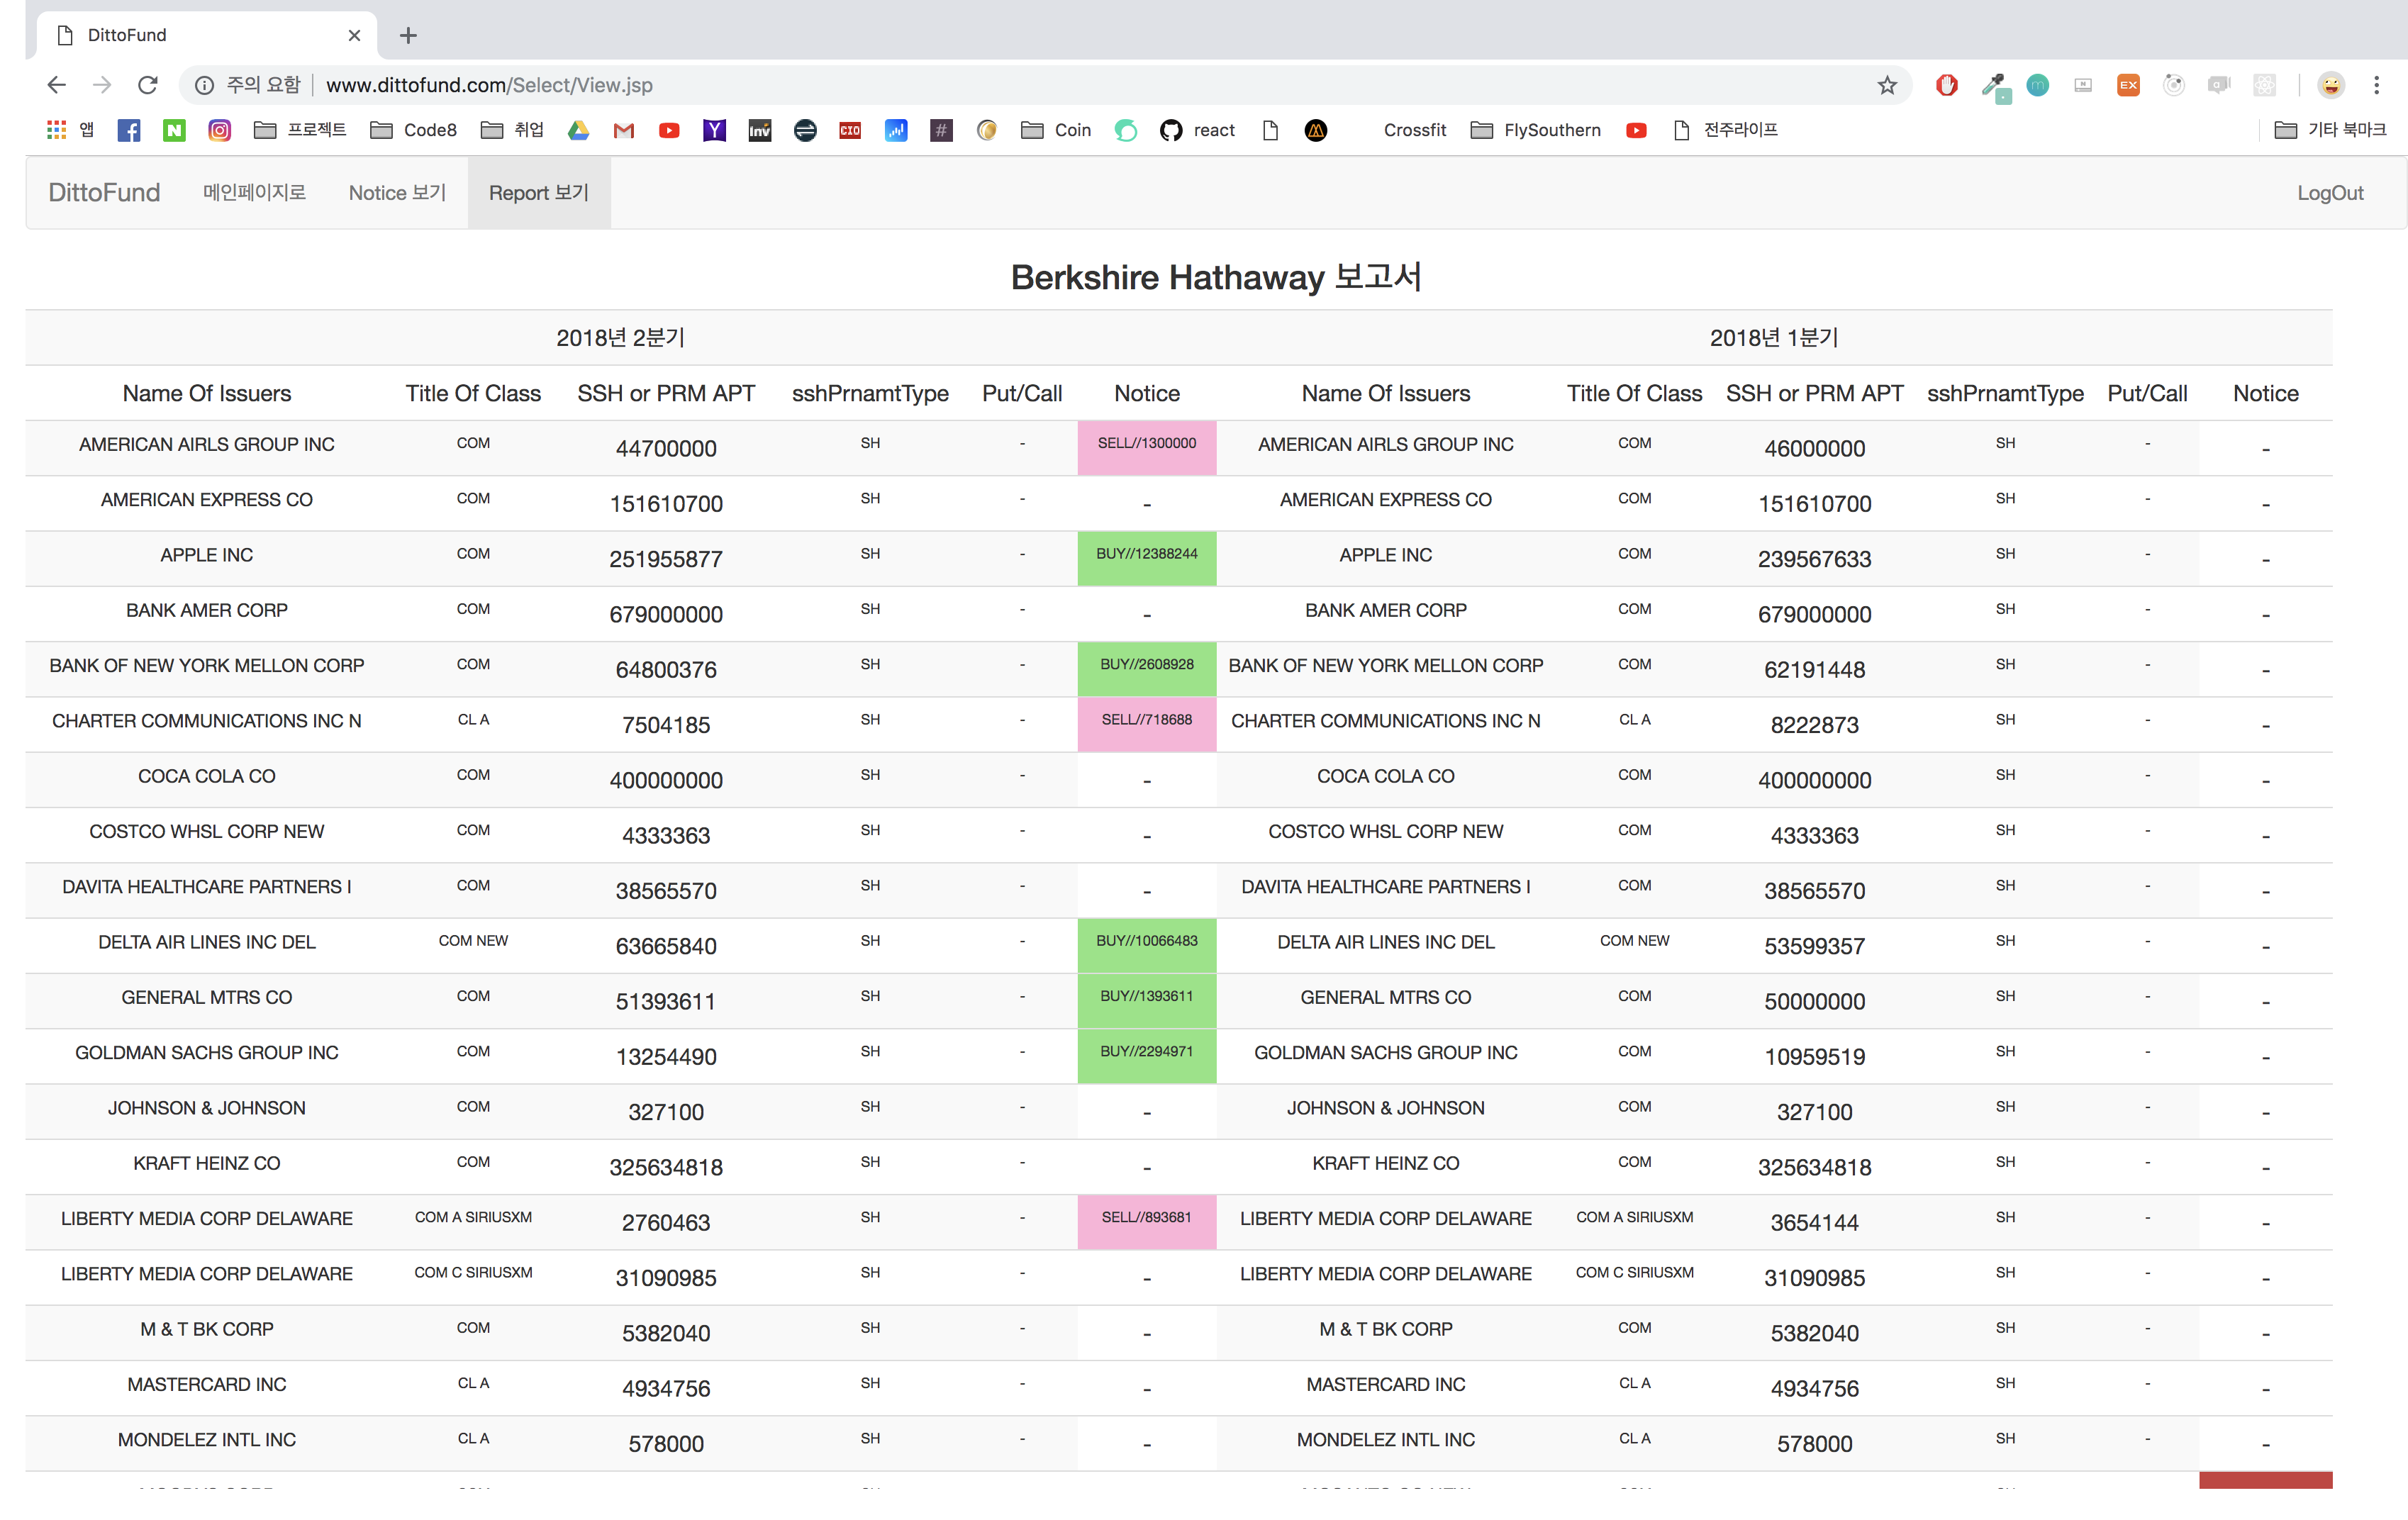 DittoFund
주의 요함 www.dittofund.com/Select/View.jsp
앱 프로젝트 Code8 취업 Inv CIO # Coin react Crossfit FlySouthern 전주라이프 기타 북마크
DittoFund 메인페이지로 Notice 보기 Report 보기 LogOut
Berkshire Hathaway 보고서
2018년 2분기 2018년 1분기
Name Of Issuers Title Of Class SSH or PRM APT sshPrnamtType Put/Call Notice Name Of Issuers Title Of Class SSH or PRM APT sshPrnamtType Put/Call Notice
AMERICAN AIRLS GROUP INC COM 44700000 SH - SELL//1300000 AMERICAN AIRLS GROUP INC COM 46000000 SH - -
AMERICAN EXPRESS CO COM 151610700 SH - - AMERICAN EXPRESS CO COM 151610700 SH - -
APPLE INC COM 251955877 SH - BUY//12388244 APPLE INC COM 239567633 SH - -
BANK AMER CORP COM 679000000 SH - - BANK AMER CORP COM 679000000 SH - -
BANK OF NEW YORK MELLON CORP COM 64800376 SH - BUY//2608928 BANK OF NEW YORK MELLON CORP COM 62191448 SH - -
CHARTER COMMUNICATIONS INC N CL A 7504185 SH - SELL//718688 CHARTER COMMUNICATIONS INC N CL A 8222873 SH - -
COCA COLA CO COM 400000000 SH - - COCA COLA CO COM 400000000 SH - -
COSTCO WHSL CORP NEW COM 4333363 SH - - COSTCO WHSL CORP NEW COM 4333363 SH - -
DAVITA HEALTHCARE PARTNERS I COM 38565570 SH - - DAVITA HEALTHCARE PARTNERS I COM 38565570 SH - -
DELTA AIR LINES INC DEL COM NEW 63665840 SH - BUY//10066483 DELTA AIR LINES INC DEL COM NEW 53599357 SH - -
GENERAL MTRS CO COM 51393611 SH - BUY//1393611 GENERAL MTRS CO COM 50000000 SH - -
GOLDMAN SACHS GROUP INC COM 13254490 SH - BUY//2294971 GOLDMAN SACHS GROUP INC COM 10959519 SH - -
JOHNSON & JOHNSON COM 327100 SH - - JOHNSON & JOHNSON COM 327100 SH - -
KRAFT HEINZ CO COM 325634818 SH - - KRAFT HEINZ CO COM 325634818 SH - -
LIBERTY MEDIA CORP DELAWARE COM A SIRIUSXM 2760463 SH - SELL//893681 LIBERTY MEDIA CORP DELAWARE COM A SIRIUSXM 3654144 SH - -
LIBERTY MEDIA CORP DELAWARE COM C SIRIUSXM 31090985 SH - - LIBERTY MEDIA CORP DELAWARE COM C SIRIUSXM 31090985 SH - -
M & T BK CORP COM 5382040 SH - - M & T BK CORP COM 5382040 SH - -
MASTERCARD INC CL A 4934756 SH - - MASTERCARD INC CL A 4934756 SH - -
MONDELEZ INTL INC CL A 578000 SH - - MONDELEZ INTL INC CL A 578000 SH - -